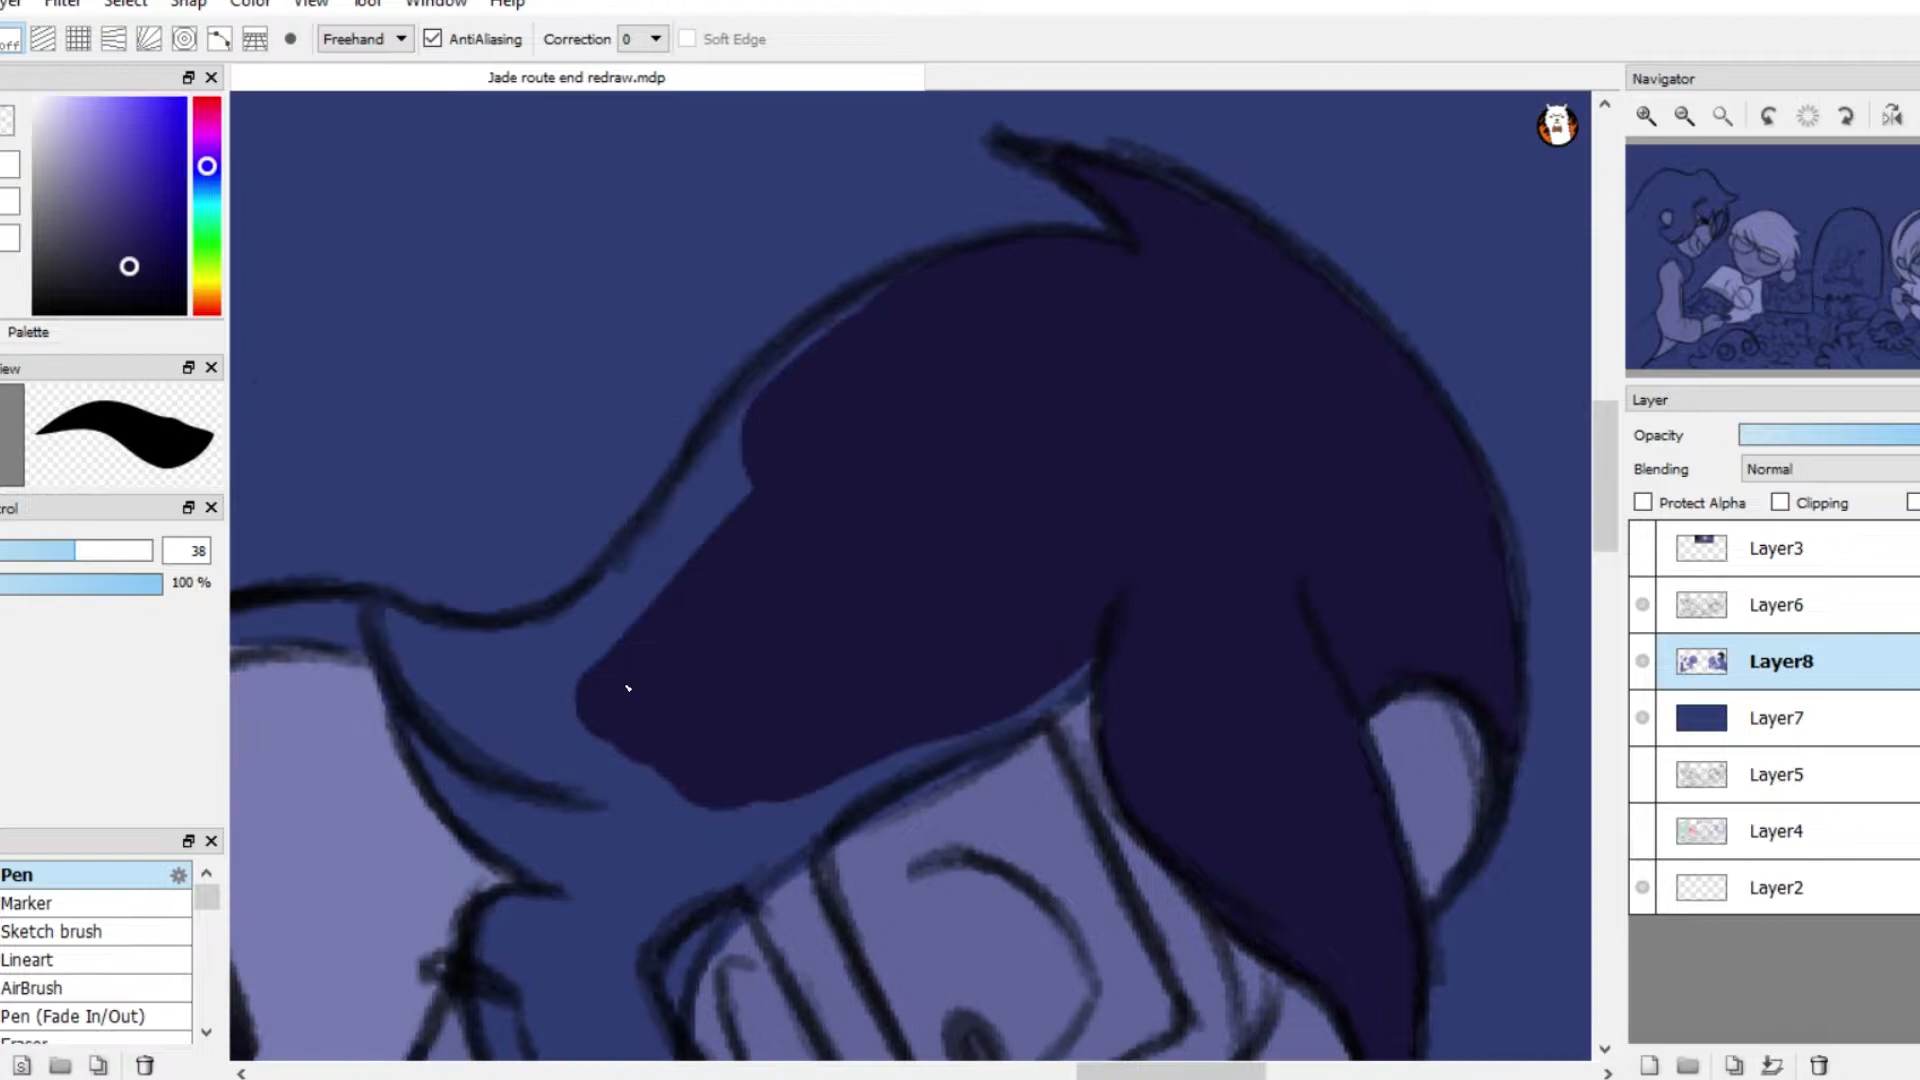 Filter Select Snap Color View Tool Window Help
off Freehand AntiAliasing Correction 0 Soft Edge
Jade route end redraw.mdp
Navigator
Palette
Layer
Opacity
Blending Normal
Protect Alpha Clipping
38
100 %
Layer3
Layer6
Layer8
Layer7
Layer5
Layer4
Layer2
Pen
Marker
Sketch brush
Lineart
AirBrush
Pen (Fade In/Out)